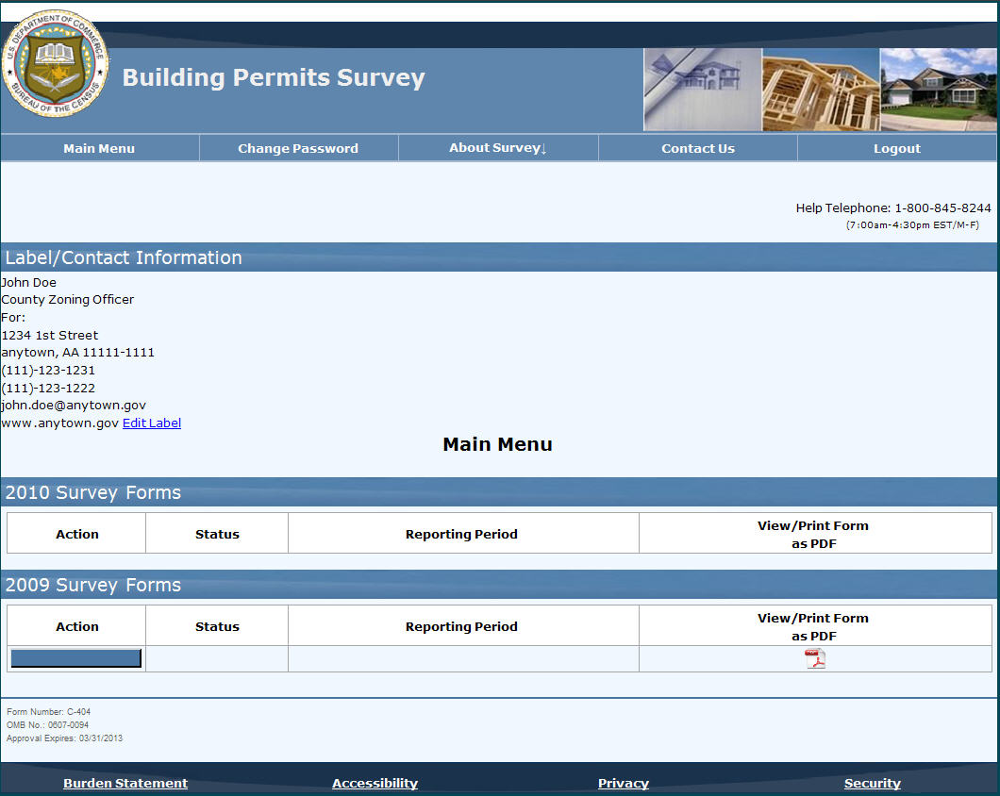 U.S. DEPARTMENT OF COMMERCE
BUREAU OF THE CENSUS
Building Permits Survey
Main Menu
Change Password
About Survey↓
Contact Us
Logout
Help Telephone: 1-800-845-8244
(7:00am-4:30pm EST/M-F)
Label/Contact Information
John Doe
County Zoning Officer
For:
1234 1st Street
anytown, AA 11111-1111
(111)-123-1231
(111)-123-1222
john.doe@anytown.gov
www.anytown.gov Edit Label
Main Menu
2010 Survey Forms
Action
Status
Reporting Period
View/Print Form
as PDF
2009 Survey Forms
Action
Status
Reporting Period
View/Print Form
as PDF
Form Number: C-404
OMB No.: 0607-0094
Approval Expires: 03/31/2013
Burden Statement
Accessibility
Privacy
Security